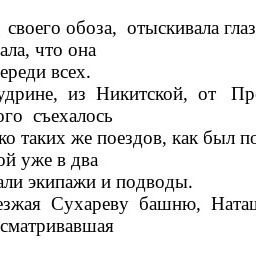 своего обоза, отыскивала глаз
ала, что она
ереди всех.
удрине, из Никитской, от Пр
ого съехалось
ко таких же поездов, как был по
ой уже в два
али экипажи и подводы.
езжая Сухареву башню, Ната
сматривавшая